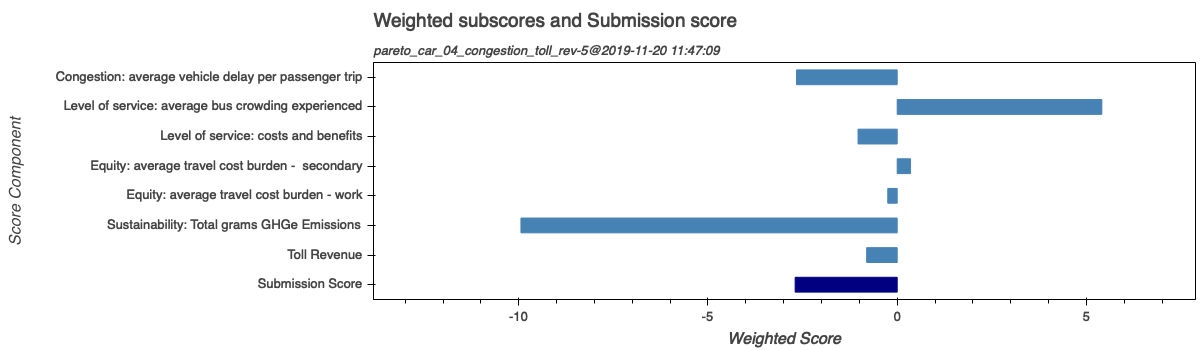 Weighted subscores and Submission score
pareto_car_04_congestion_toll_rev-5@2019-11-20 11:47:09
Score Component
Congestion: average vehicle delay per passenger trip
Level of service: average bus crowding experienced
Level of service: costs and benefits
Equity: average travel cost burden -  secondary
Equity: average travel cost burden - work
Sustainability: Total grams GHGe Emissions
Toll Revenue
Submission Score
-10 -5 0 5
Weighted Score